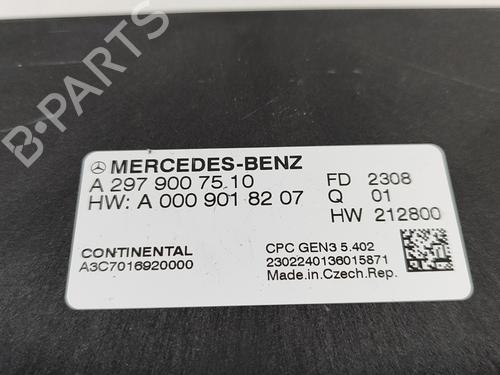 MERCEDES-BENZ
A 297 900 75 10
HW: A 000 901 82 07
FD 2308
Q 01
HW 212800
CONTINENTAL
A3C7016920000
CPC GEN3 5.402
2302240136015871
Made.in.Czech.Rep.
B-PARTS